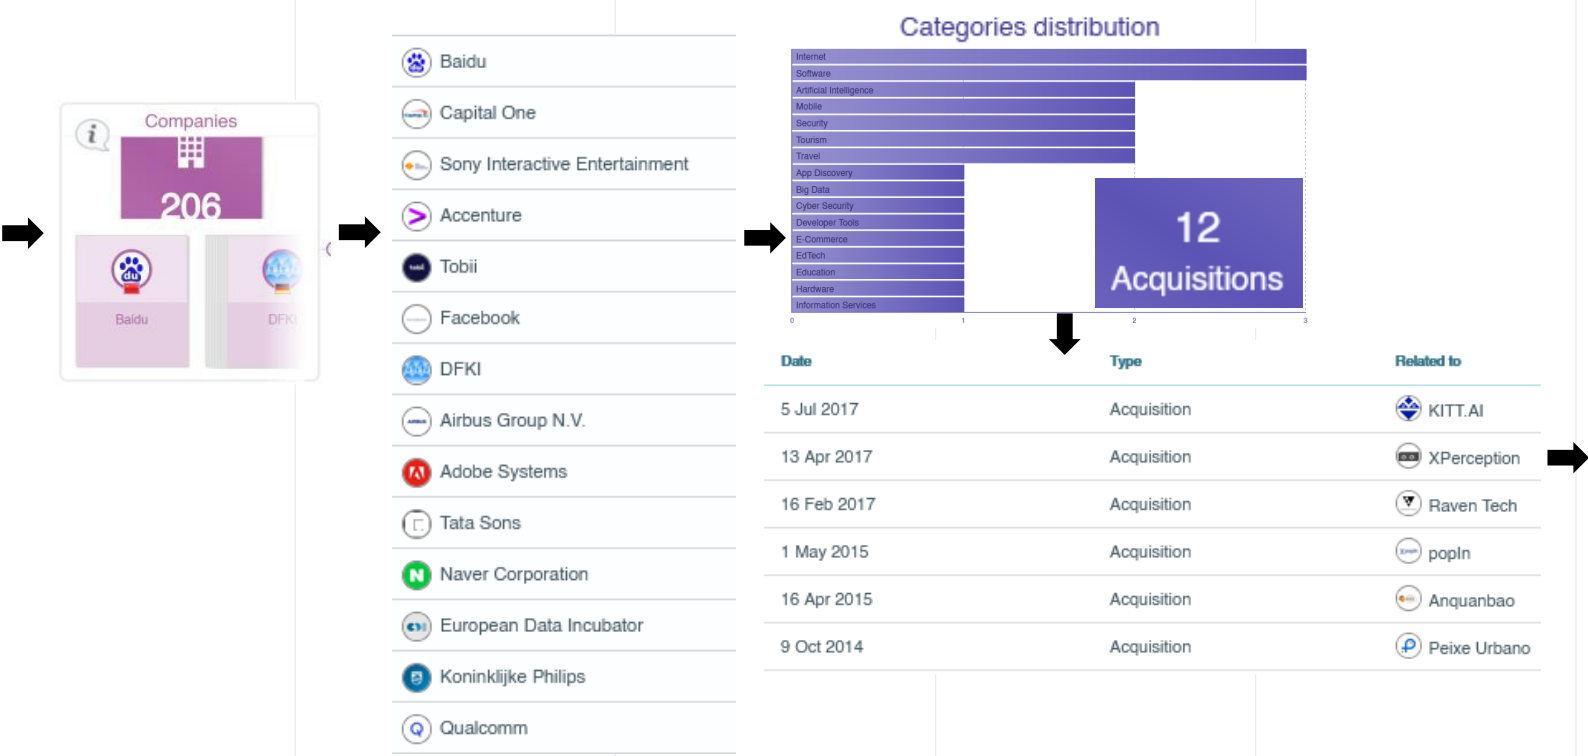 Companies
206
Baidu
DFKI
Baidu
Capital One
Sony Interactive Entertainment
Accenture
Tobii
Facebook
DFKI
Airbus Group N.V.
Adobe Systems
Tata Sons
Naver Corporation
European Data Incubator
Koninklijke Philips
Qualcomm
Categories distribution
Internet
Software
Artificial Intelligence
Mobile
Security
Tourism
Travel
App Discovery
Big Data
Cyber Security
Developer Tools
E-Commerce
EdTech
Education
Hardware
Information Services
0 1 2 3
12
Acquisitions
Date Type Related to
5 Jul 2017 Acquisition KITT.AI
13 Apr 2017 Acquisition XPerception
16 Feb 2017 Acquisition Raven Tech
1 May 2015 Acquisition popIn
16 Apr 2015 Acquisition Anquanbao
9 Oct 2014 Acquisition Peixe Urbano